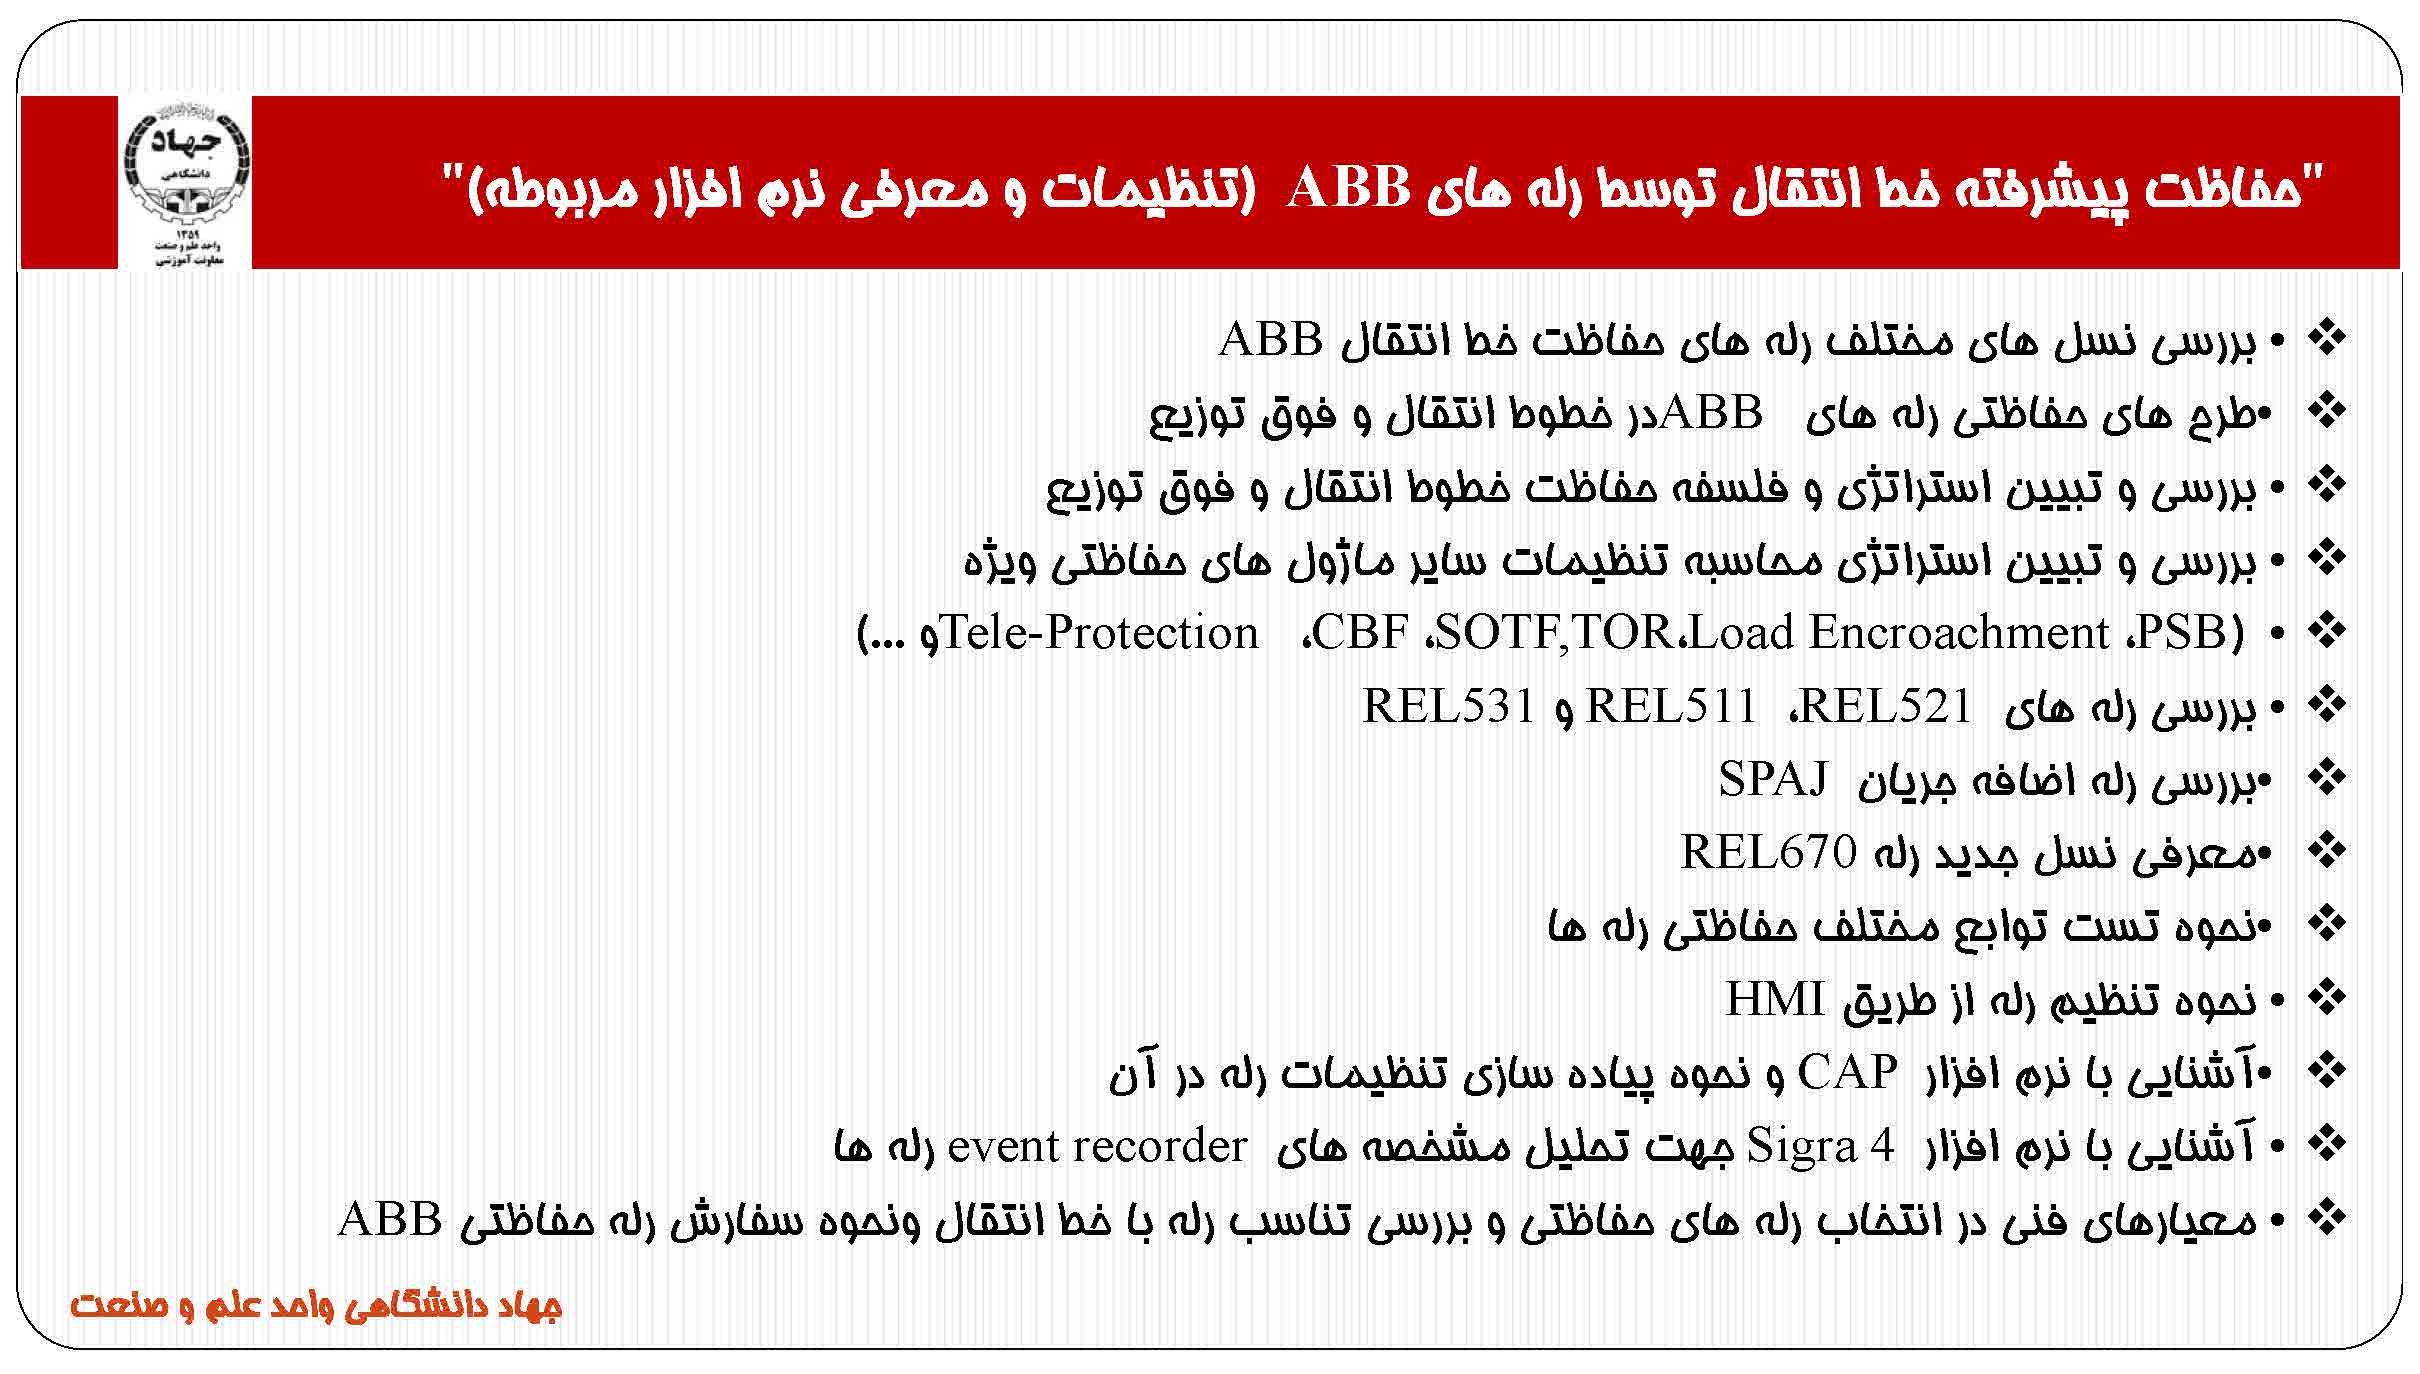 جهاد
دانشگاهی
۱۳۵۹
واحد علم و صنعت
معاونت آموزشی
"حفاظت پیشرفته خط انتقال توسط رله های ABB (تنظیمات و معرفی نرم افزار مربوطه)"
❖ • بررسی نسل های مختلف رله های حفاظت خط انتقال ABB
❖ •طرح های حفاظتی رله های ABBدر خطوط انتقال و فوق توزیع
❖ • بررسی و تبیین استراتژی و فلسفه حفاظت خطوط انتقال و فوق توزیع
❖ • بررسی و تبیین استراتژی محاسبه تنظیمات سایر ماژول های حفاظتی ویژه
❖ • (PSB، Load Encroachment،SOTF,TOR، CBF، Tele-Protectionو ...)
❖ • بررسی رله های REL521، REL511 و REL531
❖ •بررسی رله اضافه جریان SPAJ
❖ •معرفی نسل جدید رله REL670
❖ •نحوه تست توابع مختلف حفاظتی رله ها
❖ • نحوه تنظیم رله از طریق HMI
❖ •آشنایی با نرم افزار CAP و نحوه پیاده سازی تنظیمات رله در آن
❖ • آشنایی با نرم افزار Sigra 4 جهت تحلیل مشخصه های event recorder رله ها
❖ • معیارهای فنی در انتخاب رله های حفاظتی و بررسی تناسب رله با خط انتقال ونحوه سفارش رله حفاظتی ABB
جهاد دانشگاهی واحد علم و صنعت